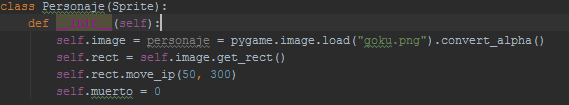 class Personaje(Sprite):
    def __init__(self):
        self.image = personaje = pygame.image.load("goku.png").convert_alpha()
        self.rect = self.image.get_rect()
        self.rect.move_ip(50, 300)
        self.muerto = 0